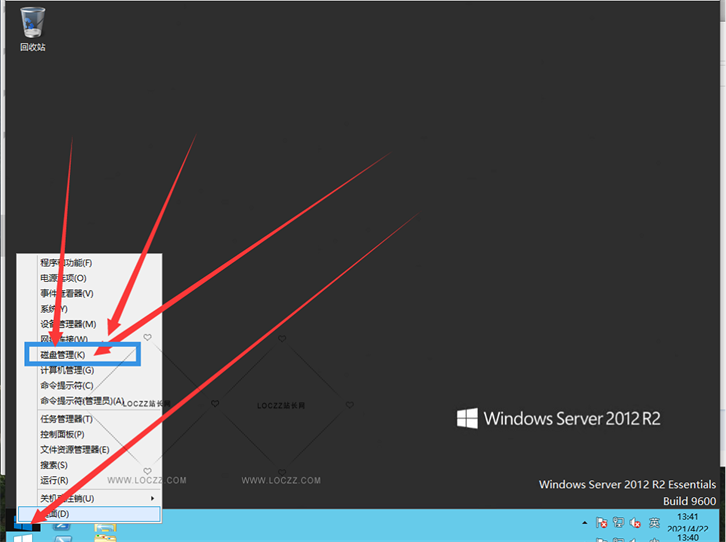 回收站
程序和功能(F)
电源选项(O)
事件查看器(V)
系统(Y)
设备管理器(M)
网络连接(W)
磁盘管理(K)
计算机管理(G)
命令提示符(C)
命令提示符(管理员)(A)
任务管理器(T)
控制面板(P)
文件资源管理器(E)
搜索(S)
运行(R)
关机或注销(U)
桌面(D)
LOCZZ站长
LOCZZ站长网
WWW.LOCZZ.COM
WWW.LOCZZ.COM
Windows Server 2012 R2
Windows Server 2012 R2 Essentials
Build 9600
英
13:41
2021/4/22
13:40